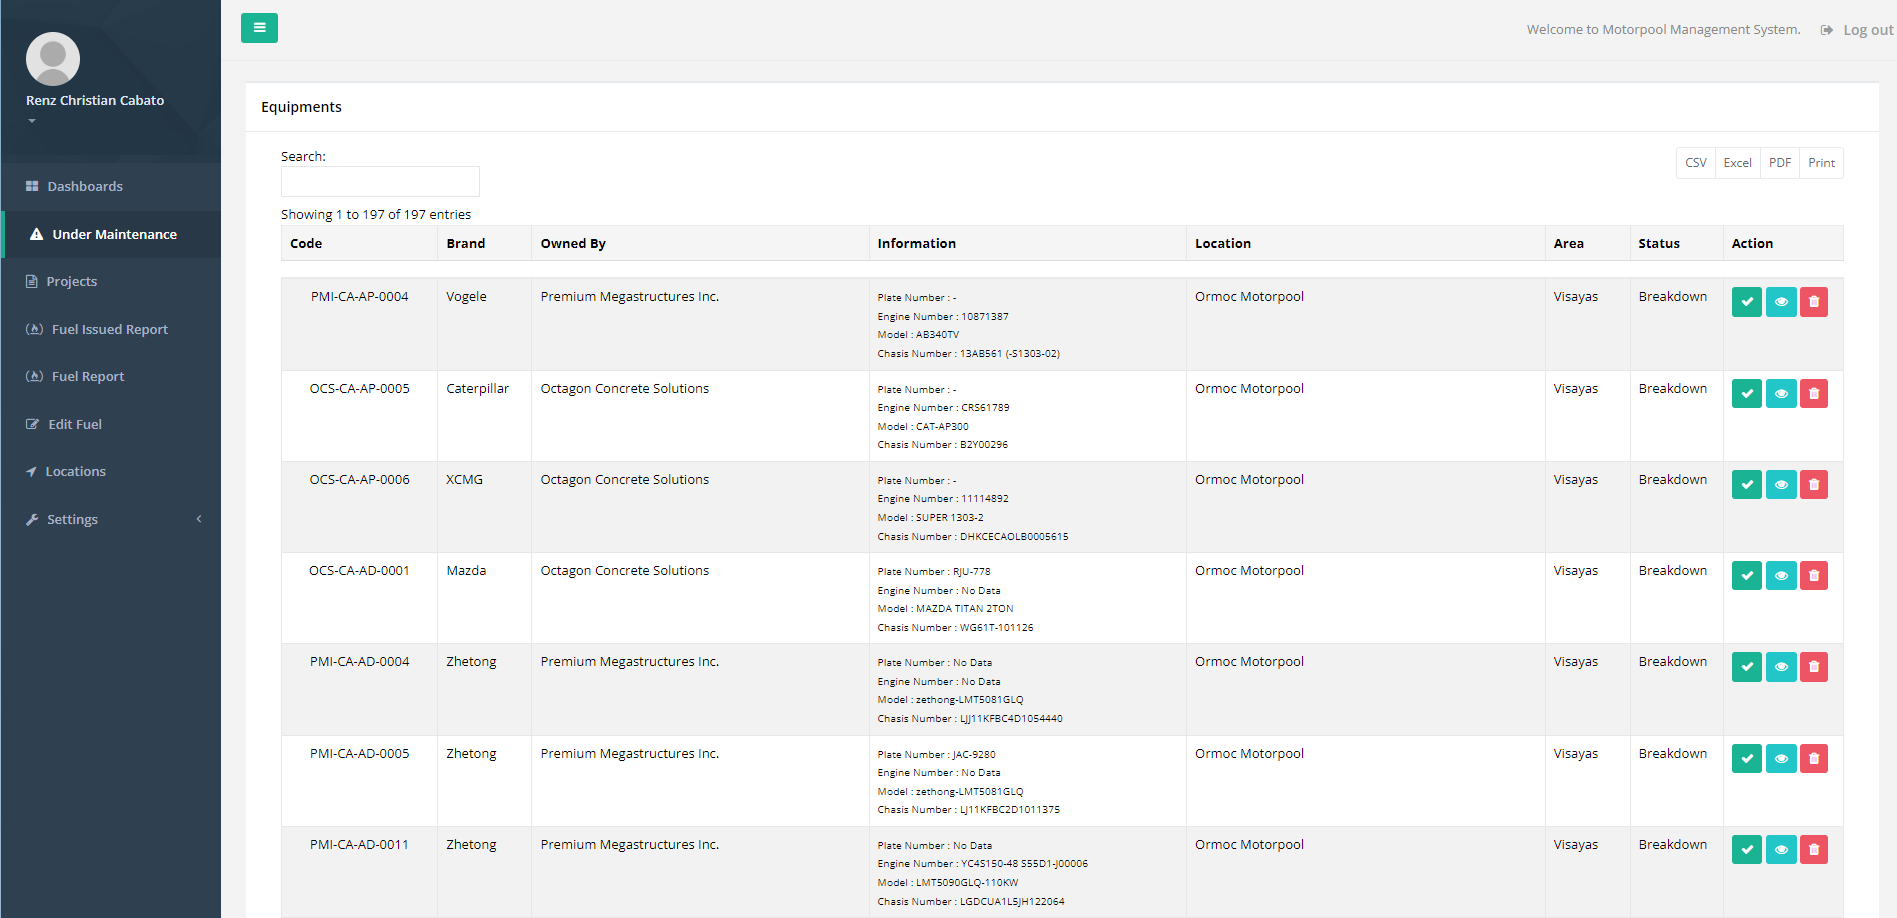 Renz Christian Cabato
Dashboards
Under Maintenance
Projects
Fuel Issued Report
Fuel Report
Edit Fuel
Locations
Settings
Welcome to Motorpool Management System. Log out
Equipments
Search:
CSV Excel PDF Print
Showing 1 to 197 of 197 entries
Code Brand Owned By Information Location Area Status Action
PMI-CA-AP-0004 Vogele Premium Megastructures Inc. Plate Number : - Ormoc Motorpool Visayas Breakdown
Engine Number : 10871387
Model : AB340TV
Chasis Number : 13AB561 (-S1303-02)
OCS-CA-AP-0005 Caterpillar Octagon Concrete Solutions Plate Number : - Ormoc Motorpool Visayas Breakdown
Engine Number : CRS61789
Model : CAT-AP300
Chasis Number : B2Y00296
OCS-CA-AP-0006 XCMG Octagon Concrete Solutions Plate Number : - Ormoc Motorpool Visayas Breakdown
Engine Number : 11114892
Model : SUPER 1303-2
Chasis Number : DHKCECAOLB0005615
OCS-CA-AD-0001 Mazda Octagon Concrete Solutions Plate Number : RJU-778 Ormoc Motorpool Visayas Breakdown
Engine Number : No Data
Model : MAZDA TITAN 2TON
Chasis Number : WG61T-101126
PMI-CA-AD-0004 Zhetong Premium Megastructures Inc. Plate Number : No Data Ormoc Motorpool Visayas Breakdown
Engine Number : No Data
Model : zethong-LMT5081GLQ
Chasis Number : LJJ11KFBC4D1054440
PMI-CA-AD-0005 Zhetong Premium Megastructures Inc. Plate Number : JAC-9280 Ormoc Motorpool Visayas Breakdown
Engine Number : No Data
Model : zethong-LMT5081GLQ
Chasis Number : LJ11KFBC2D1011375
PMI-CA-AD-0011 Zhetong Premium Megastructures Inc. Plate Number : No Data Ormoc Motorpool Visayas Breakdown
Engine Number : YC4S150-48 S55D1-J00006
Model : LMT5090GLQ-110KW
Chasis Number : LGDCUA1L5JH122064